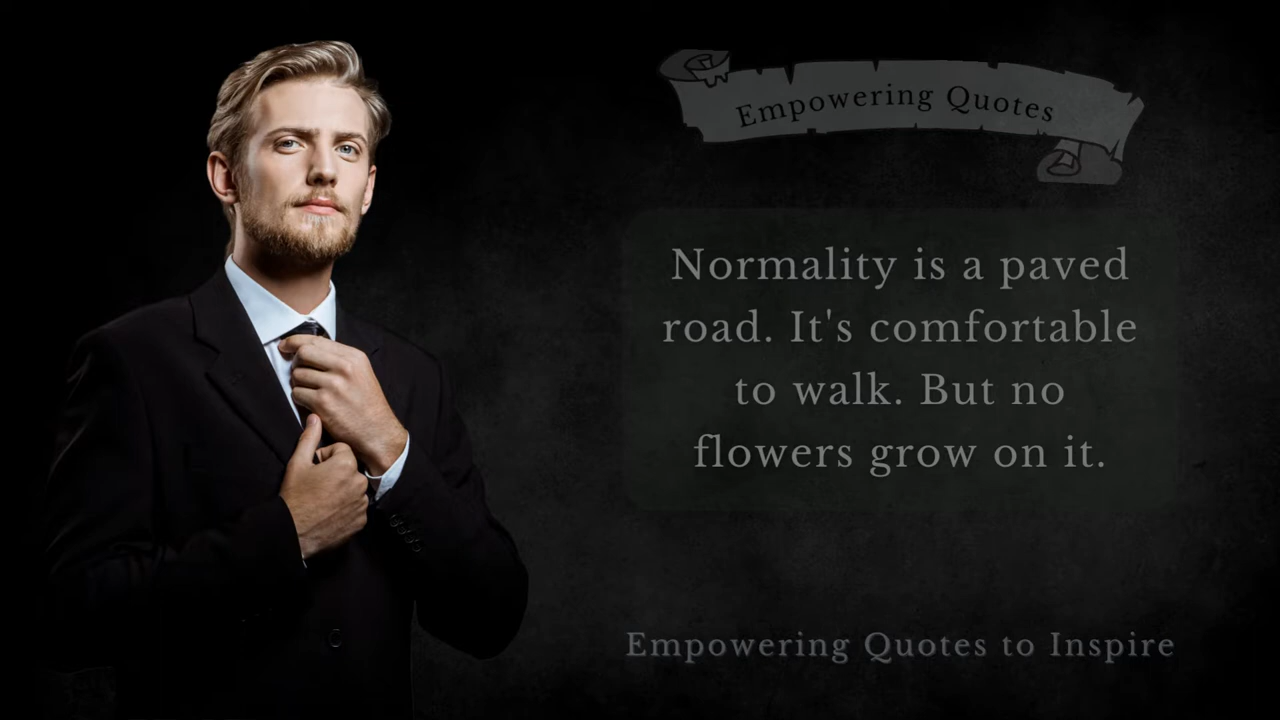 Empowering Quotes
Normality is a paved
road. It's comfortable
to walk. But no
flowers grow on it.
Empowering Quotes to Inspire